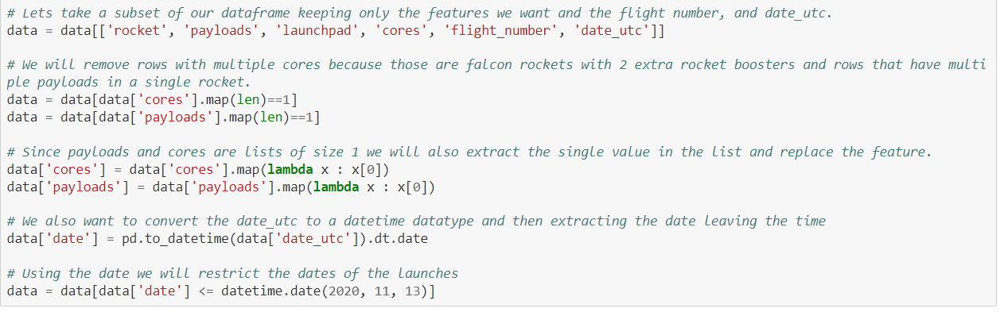 # Lets take a subset of our dataframe keeping only the features we want and the flight number, and date_utc.
data = data[['rocket', 'payloads', 'launchpad', 'cores', 'flight_number', 'date_utc']]

# We will remove rows with multiple cores because those are falcon rockets with 2 extra rocket boosters and rows that have multi
ple payloads in a single rocket.
data = data[data['cores'].map(len)==1]
data = data[data['payloads'].map(len)==1]

# Since payloads and cores are lists of size 1 we will also extract the single value in the list and replace the feature.
data['cores'] = data['cores'].map(lambda x : x[0])
data['payloads'] = data['payloads'].map(lambda x : x[0])

# We also want to convert the date_utc to a datetime datatype and then extracting the date leaving the time
data['date'] = pd.to_datetime(data['date_utc']).dt.date

# Using the date we will restrict the dates of the launches
data = data[data['date'] <= datetime.date(2020, 11, 13)]